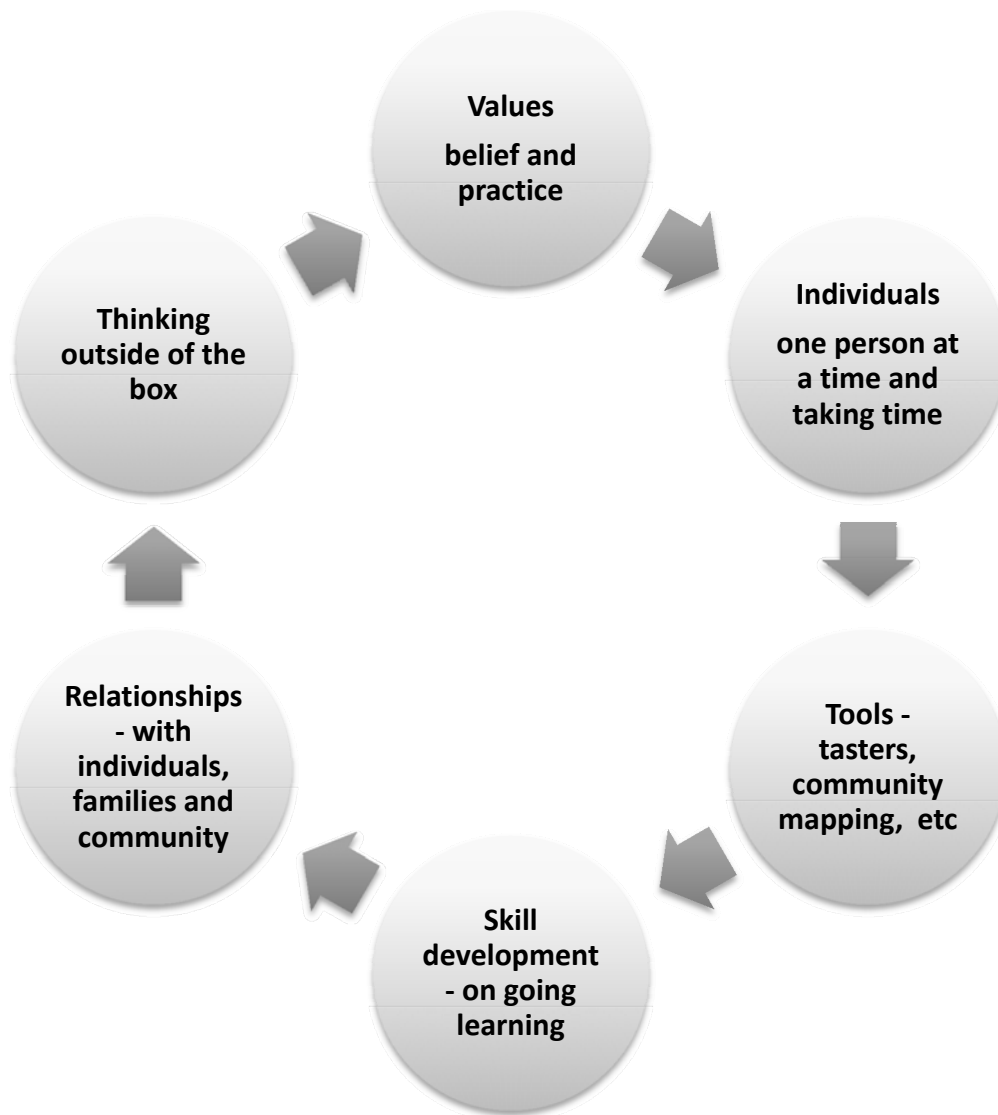 Values
belief and
practice
Individuals
one person at
a time and
taking time
Tools -
tasters,
community
mapping,  etc
Skill
development
- on going
learning
Relationships
- with
individuals,
families and
community
Thinking
outside of the
box